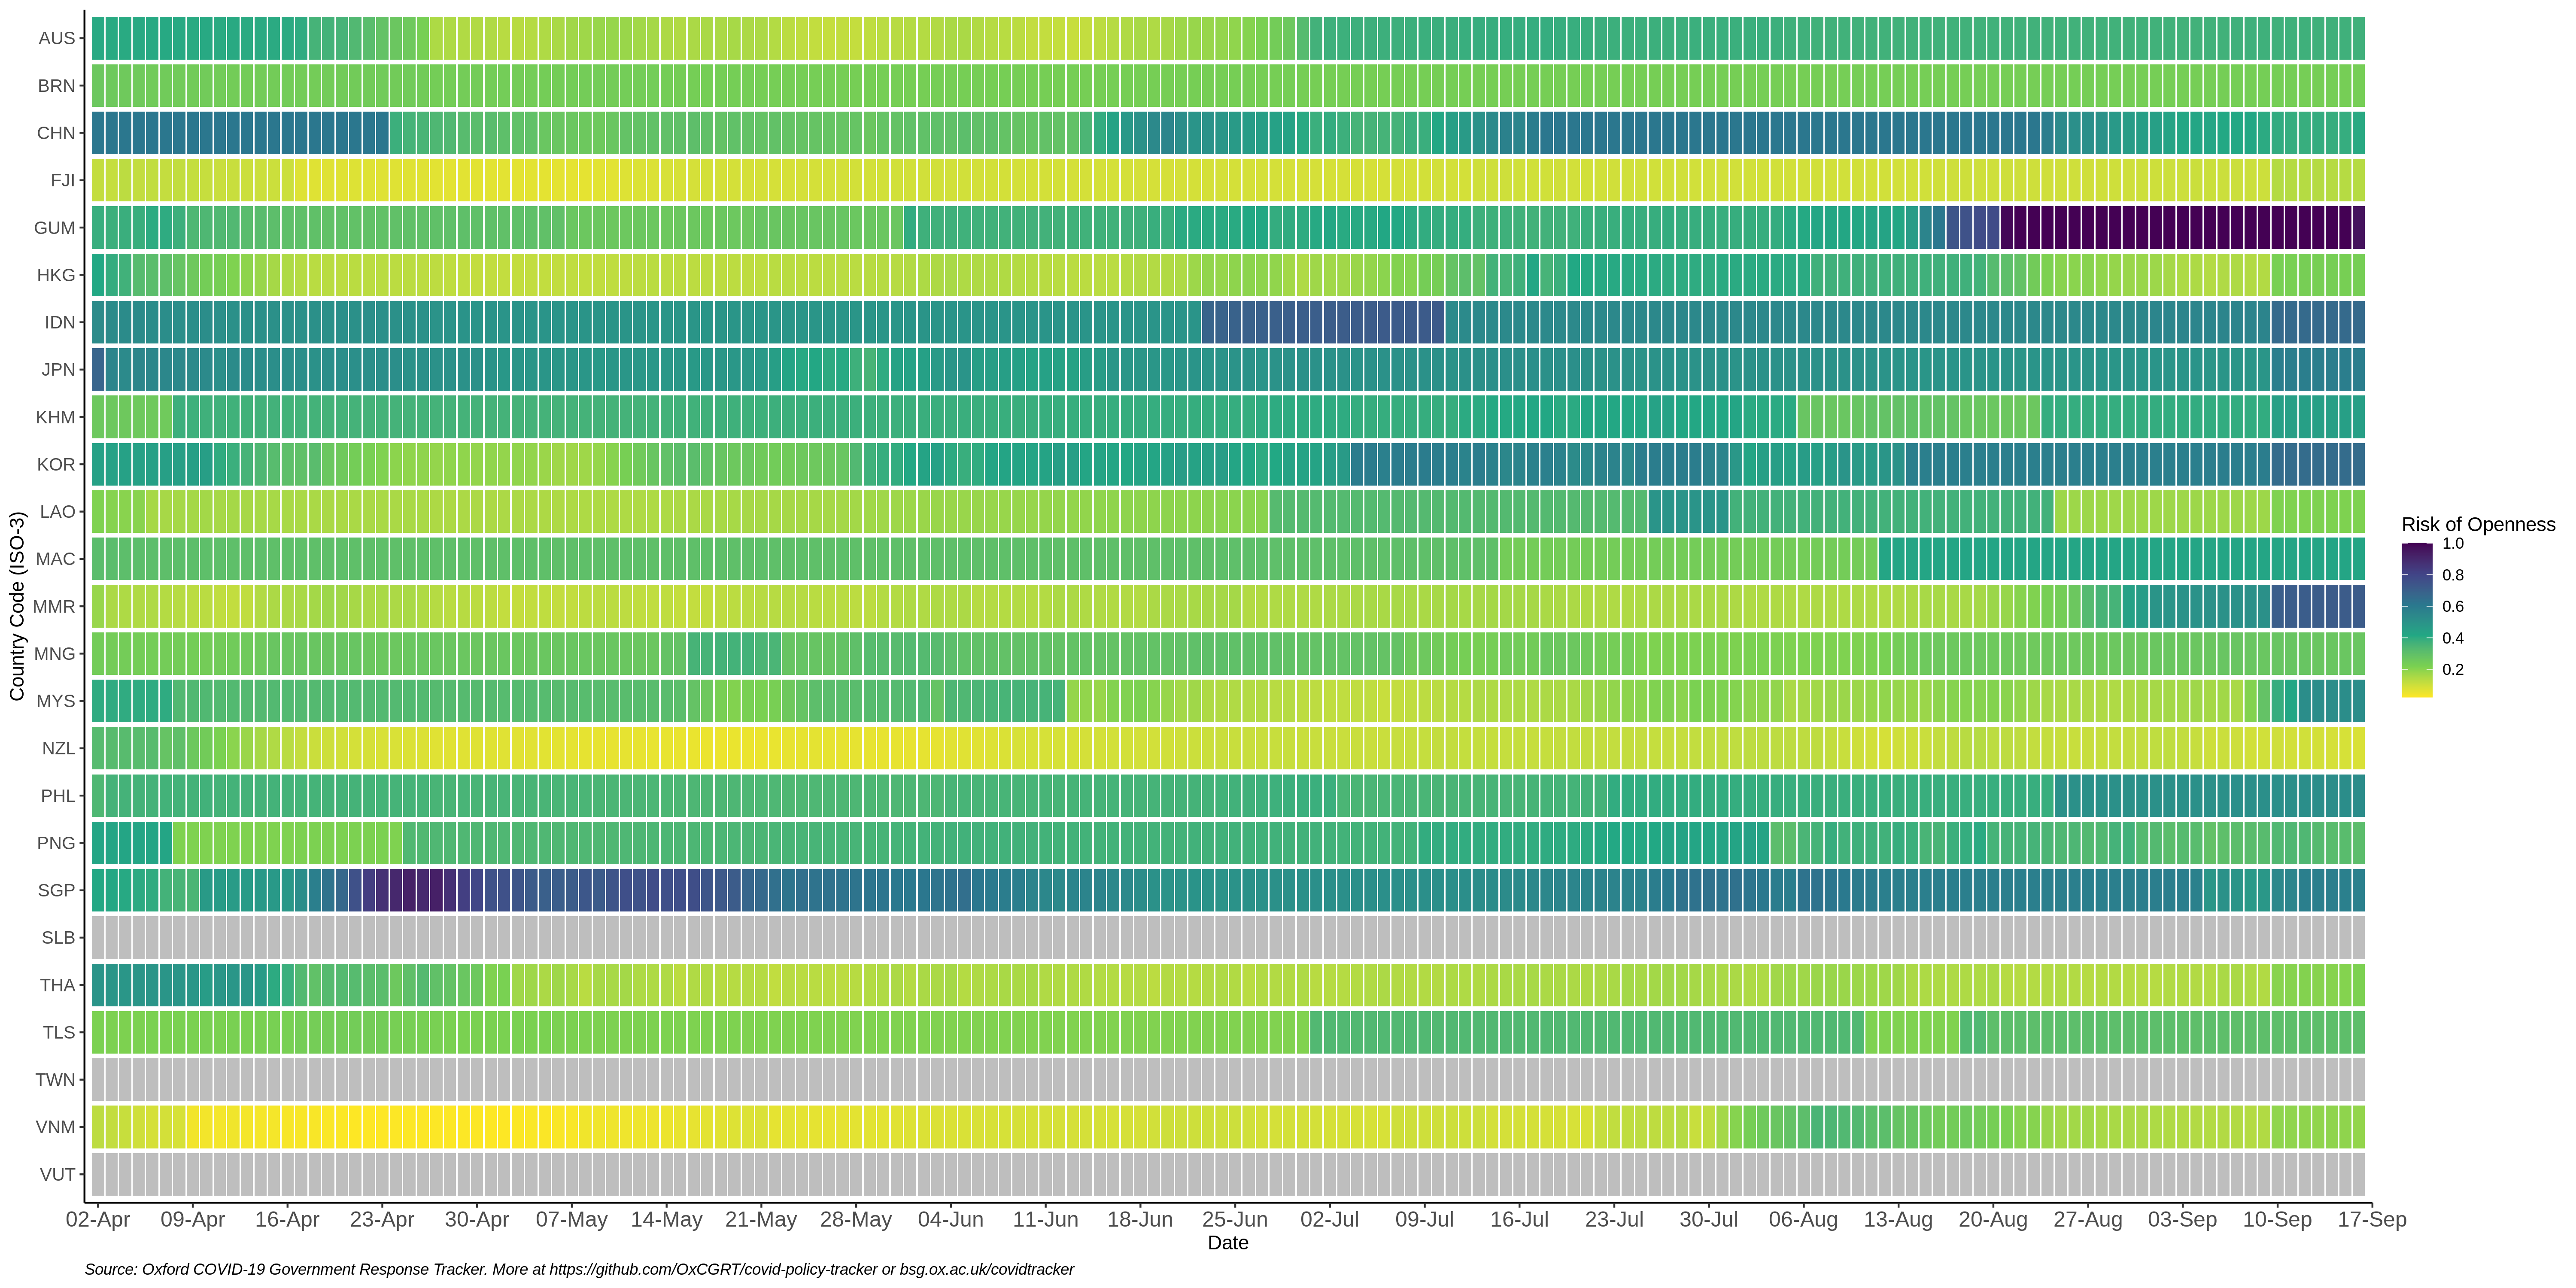 AUS
BRN
CHN
FJI
GUM
HKG
IDN
JPN
KHM
KOR
LAO
MAC
MMR
MNG
MYS
NZL
PHL
PNG
SGP
SLB
THA
TLS
TWN
VNM
VUT
Country Code (ISO-3)
02-Apr 09-Apr 16-Apr 23-Apr 30-Apr 07-May 14-May 21-May 28-May 04-Jun 11-Jun 18-Jun 25-Jun 02-Jul 09-Jul 16-Jul 23-Jul 30-Jul 06-Aug 13-Aug 20-Aug 27-Aug 03-Sep 10-Sep 17-Sep
Date
Risk of Openness
1.0
0.8
0.6
0.4
0.2
Source: Oxford COVID-19 Government Response Tracker. More at https://github.com/OxCGRT/covid-policy-tracker or bsg.ox.ac.uk/covidtracker